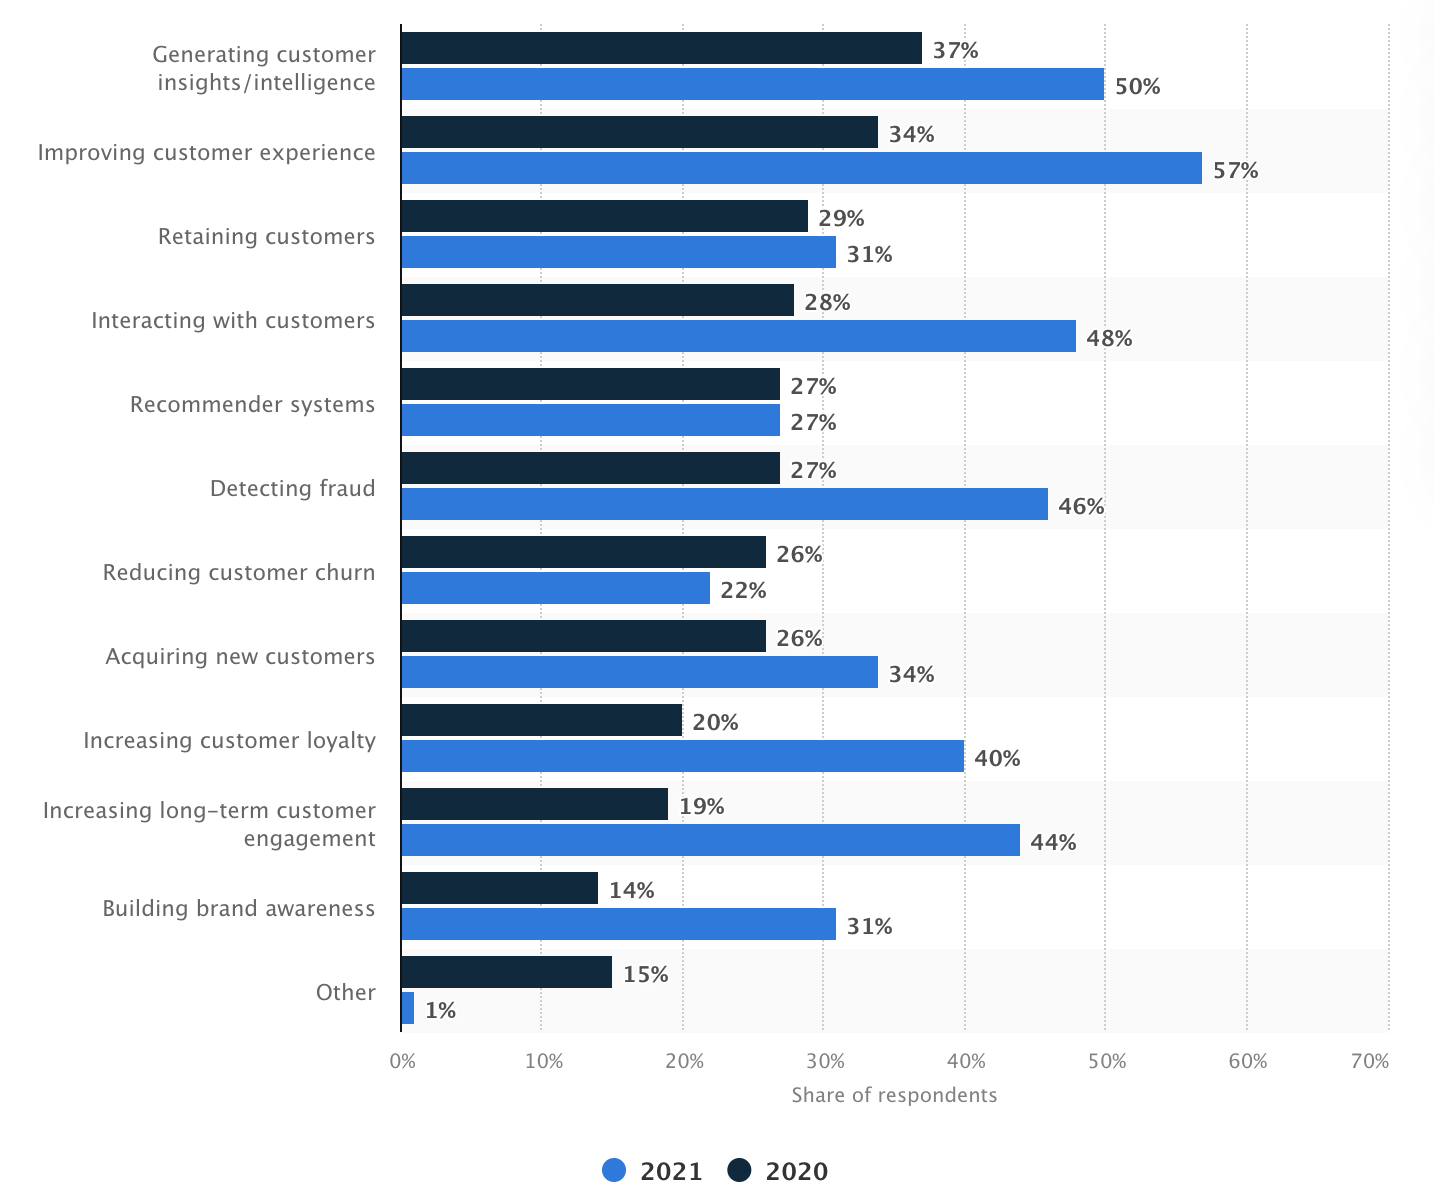 Generating customer
insights/intelligence
37%
50%
Improving customer experience
34%
57%
Retaining customers
29%
31%
Interacting with customers
28%
48%
Recommender systems
27%
27%
Detecting fraud
27%
46%
Reducing customer churn
26%
22%
Acquiring new customers
26%
34%
Increasing customer loyalty
20%
40%
Increasing long-term customer
engagement
19%
44%
Building brand awareness
14%
31%
Other
15%
1%
0% 10% 20% 30% 40% 50% 60% 70%
Share of respondents
2021 2020